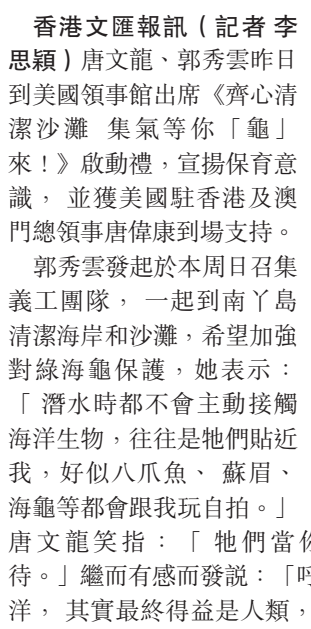 香港文匯報訊（記者 李
思穎）唐文龍、郭秀雲昨日
到美國領事館出席《齊心清
潔沙灘 集氣等你「龜」
來！》啟動禮，宣揚保育意
識， 並獲美國駐香港及澳
門總領事唐偉康到場支持。
郭秀雲發起於本周日召集
義工團隊， 一起到南丫島
清潔海岸和沙灘，希望加強
對綠海龜保護，她表示：
「 潛水時都不會主動接觸
海洋生物，往往是牠們貼近
我，好似八爪魚、 蘇眉、
海龜等都會跟我玩自拍。」
唐文龍笑指：「 牠們當
待。」繼而有感而發説：「
洋， 其實最終得益是人類，